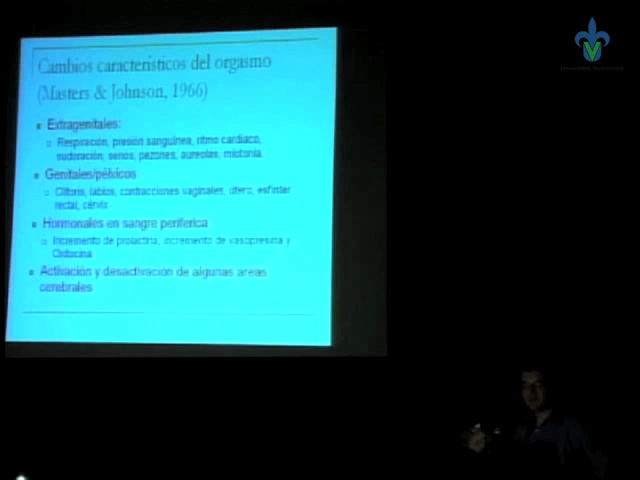 Cambios característicos del orgasmo
(Masters & Johnson, 1966)
Extragenitales:
Respiración, presión sanguínea, ritmo cardiaco,
sudoración, senos, pezones, aureolas, miotonía.
Genitales/pélvicos
Clítoris, labios, contracciones vaginales, útero, esfínter
rectal, cérvix
Hormonales en sangre periférica
Incremento de prolactina, incremento de vasopresina y
Oxitocina
Activación y desactivación de algunas áreas
cerebrales